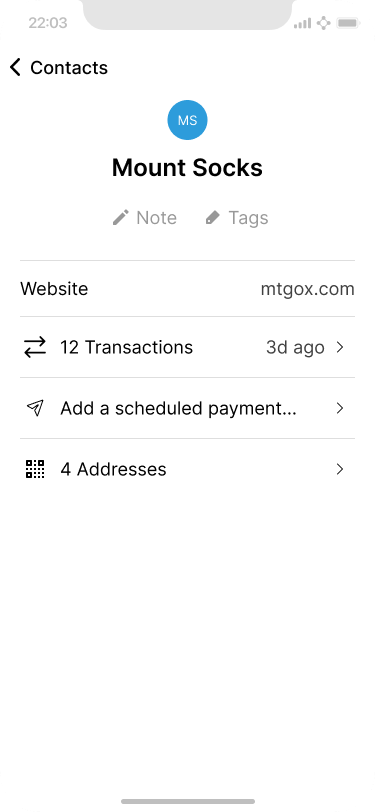 22:03
Contacts
MS
Mount Socks
Note Tags
Website mtgox.com
12 Transactions 3d ago
Add a scheduled payment...
4 Addresses